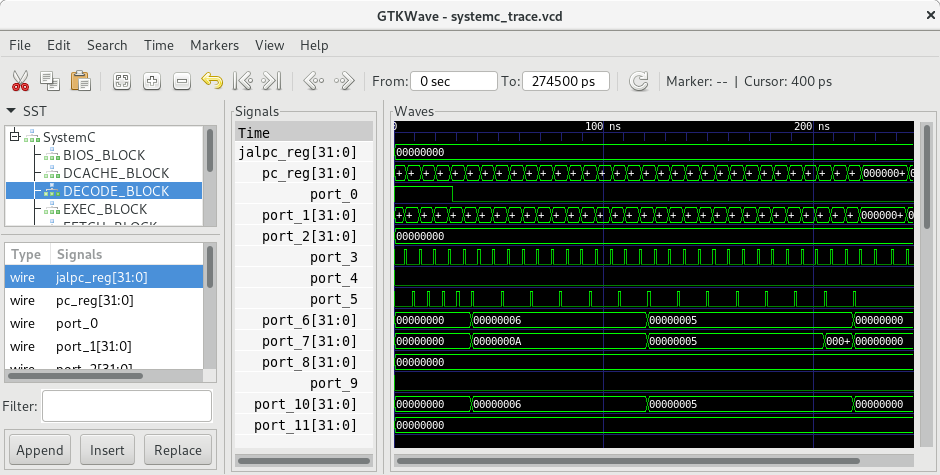 GTKWave - systemc_trace.vcd
File Edit Search Time Markers View Help
From: 0 sec To: 274500 ps Marker: -- | Cursor: 400 ps
SST
SystemC
BIOS_BLOCK
DCACHE_BLOCK
DECODE_BLOCK
EXEC_BLOCK
FETCH_BLOCK
Type Signals
wire jalpc_reg[31:0]
wire pc_reg[31:0]
wire port_0
wire port_1[31:0]
wire port_2[31:0]
Filter:
Append Insert Replace
Signals
Time
jalpc_reg[31:0]
pc_reg[31:0]
port_0
port_1[31:0]
port_2[31:0]
port_3
port_4
port_5
port_6[31:0]
port_7[31:0]
port_8[31:0]
port_9
port_10[31:0]
port_11[31:0]
Waves
0 100 ns 200 ns
00000000
+ + + + + + + + + + + + + + + + + + + + + + + + + + + + + + + + 000000+ 0
+ + + + + + + + + + + + + + + + + + + + + + + + + + + + + + + + 000000+ 0
00000000
00000000 00000006 00000005 00000000
00000000 0000000A 00000005 000+ 00000000
00000000
00000000 00000006 00000005 00000000
00000000